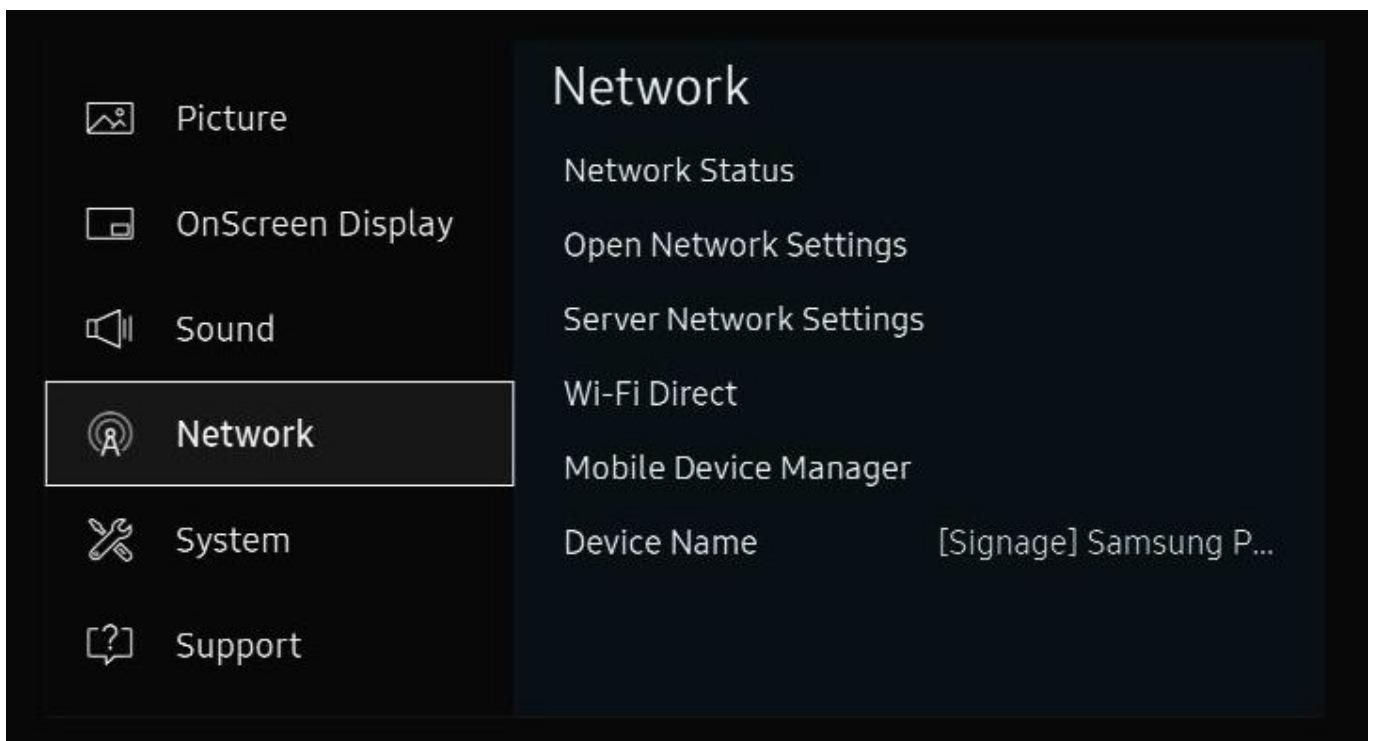 Picture
OnScreen Display
Sound
Network
System
Support
Network
Network Status
Open Network Settings
Server Network Settings
Wi-Fi Direct
Mobile Device Manager
Device Name [Signage] Samsung P...